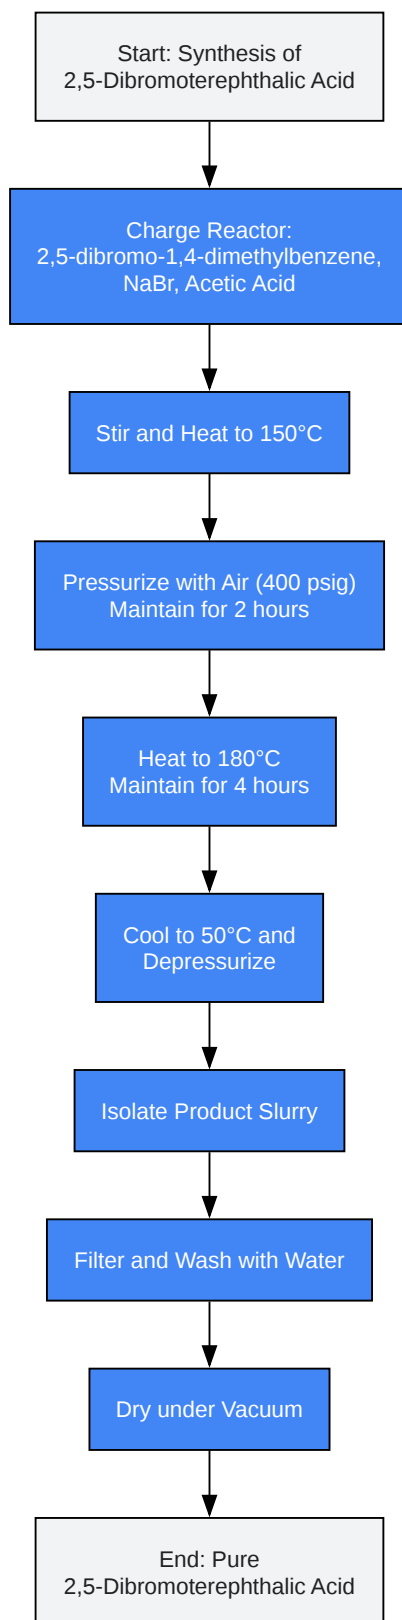 Start: Synthesis of
2,5-Dibromoterephthalic Acid
Charge Reactor:
2,5-dibromo-1,4-dimethylbenzene,
NaBr, Acetic Acid
Stir and Heat to 150°C
Pressurize with Air (400 psig)
Maintain for 2 hours
Heat to 180°C
Maintain for 4 hours
Cool to 50°C and
Depressurize
Isolate Product Slurry
Filter and Wash with Water
Dry under Vacuum
End: Pure
2,5-Dibromoterephthalic Acid